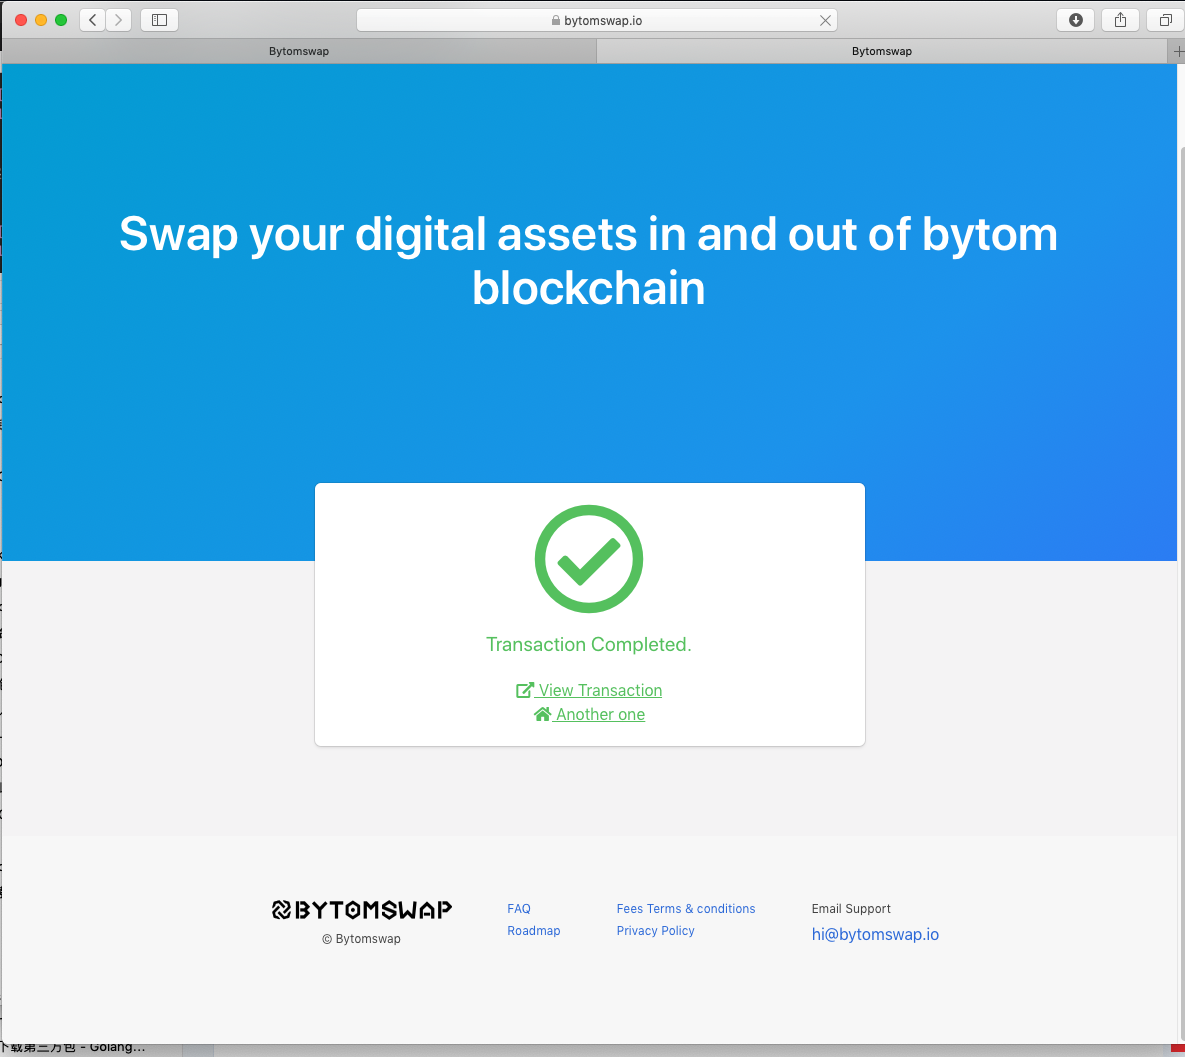 bytomswap.io
Bytomswap
Bytomswap
Swap your digital assets in and out of bytom
blockchain
Transaction Completed.
View Transaction
Another one
BYTOMSWAP
© Bytomswap
FAQ
Roadmap
Fees Terms & conditions
Privacy Policy
Email Support
hi@bytomswap.io
下载第三方包 - Golang...